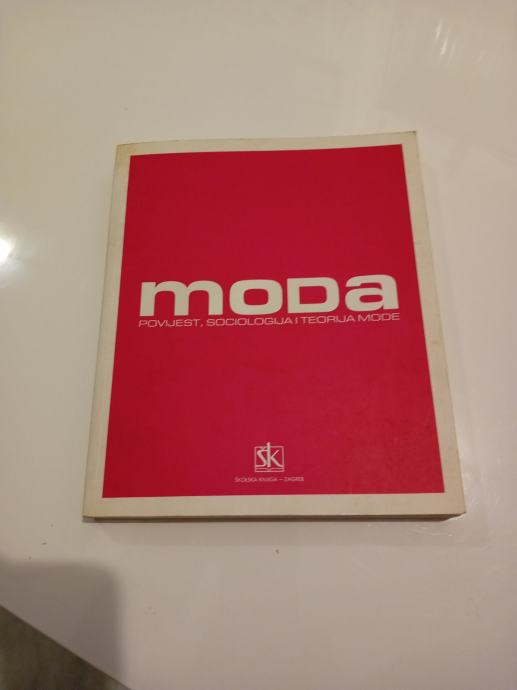 moDa
POVIJEST, SOCIOLOGIJA I TEORIJA MODE
ŠK
ŠKOLSKA KNJIGA – ZAGREB